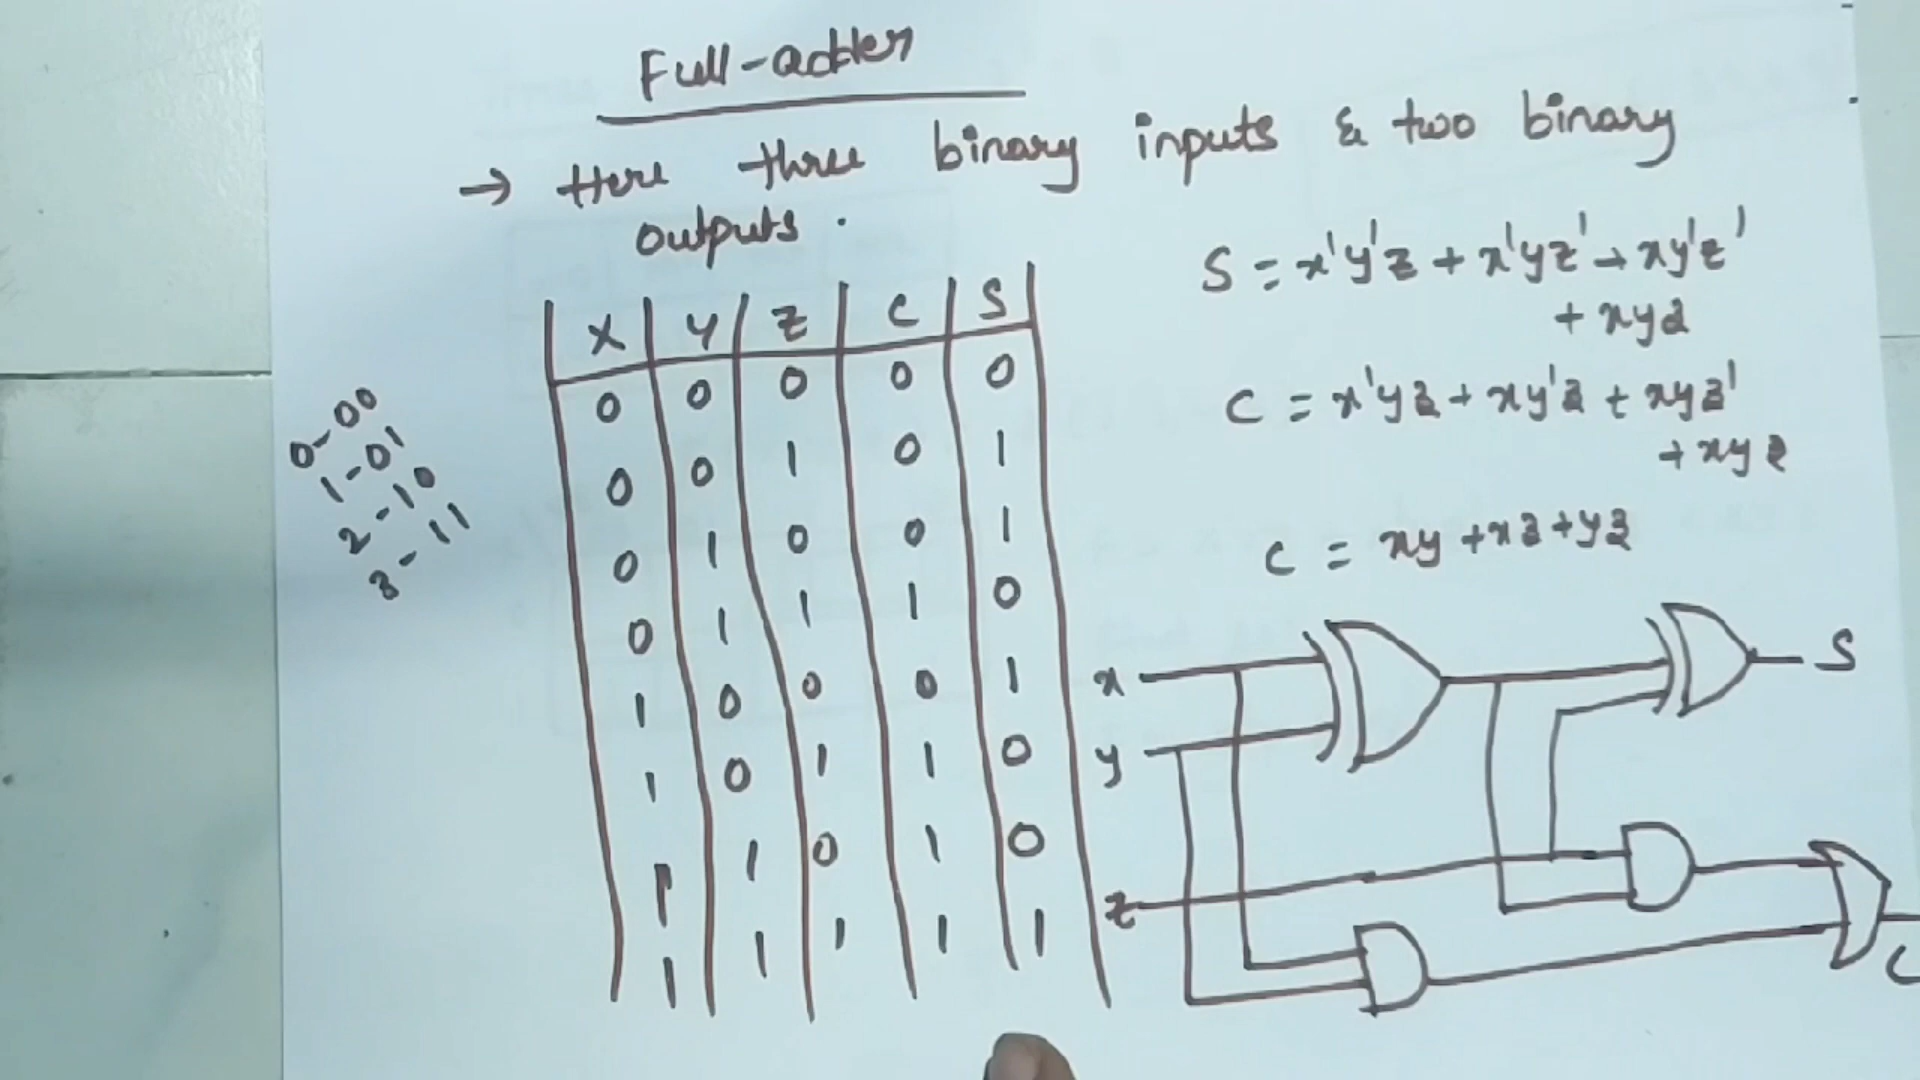 Full-adder
→ Here three binary inputs & two binary
outputs.
X Y Z C S
0 0 0 0 0
0 0 1 0 1
0 1 0 0 1
0 1 1 1 0
1 0 0 0 1
1 0 1 1 0
1 1 0 1 0
1 1 1 1 1
0-00
1-01
2-10
3-11
S = x'y'z + x'yz' + xy'z'
+ xyz
C = x'yz + xy'z + xyz'
+ xyz
C = xy + xz + yz
x
y
z
S
C